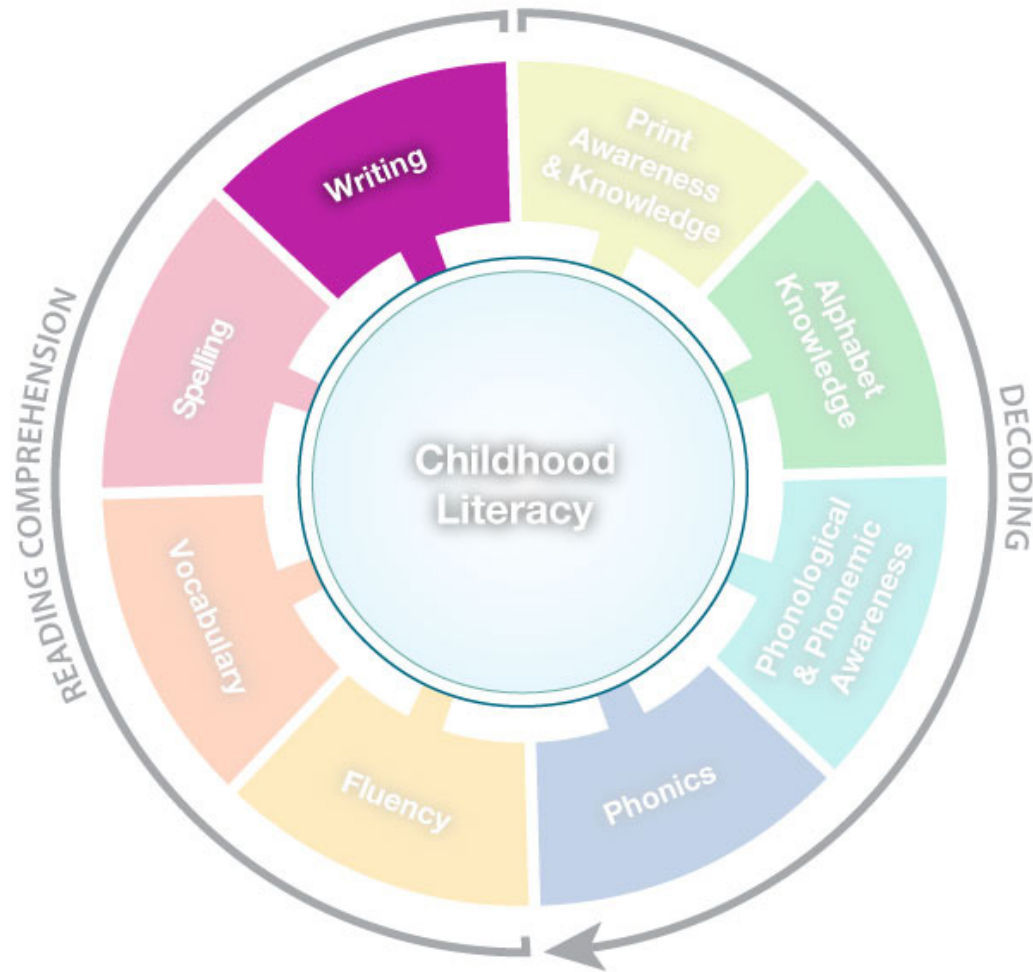 Writing
Print
Awareness
& Knowledge
Alphabet
Knowledge
Phonological
& Phonemic
Awareness
Phonics
Fluency
Vocabulary
Spelling
Childhood
Literacy
READING COMPREHENSION
DECODING